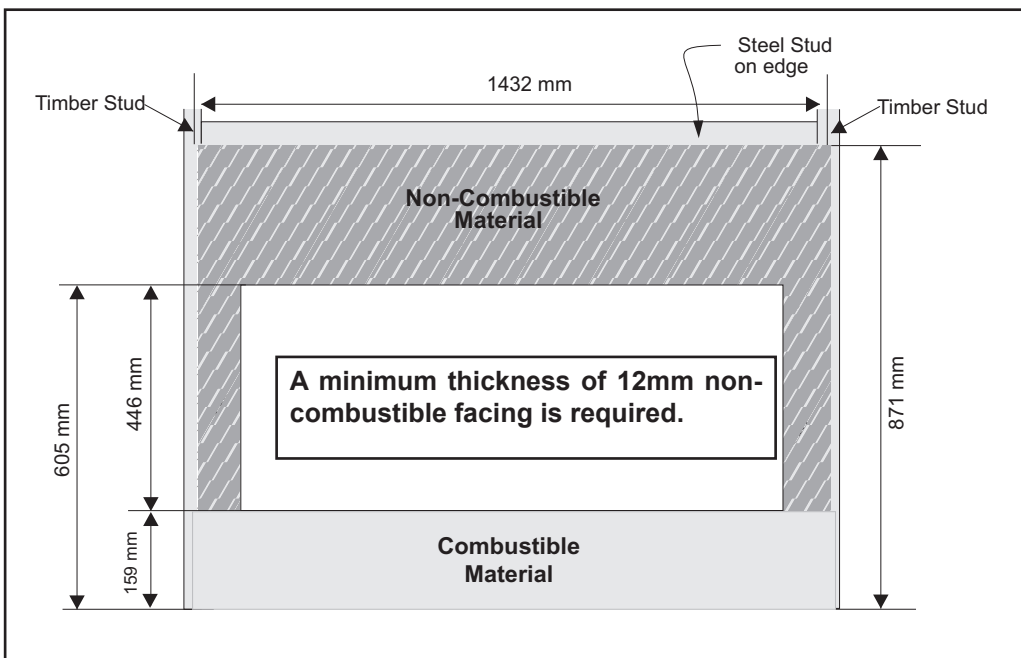 Steel Stud
on edge
1432 mm
Timber Stud
Timber Stud
Non-Combustible
Material
A minimum thickness of 12mm non-
combustible facing is required.
605 mm
446 mm
871 mm
159 mm
Combustible
Material